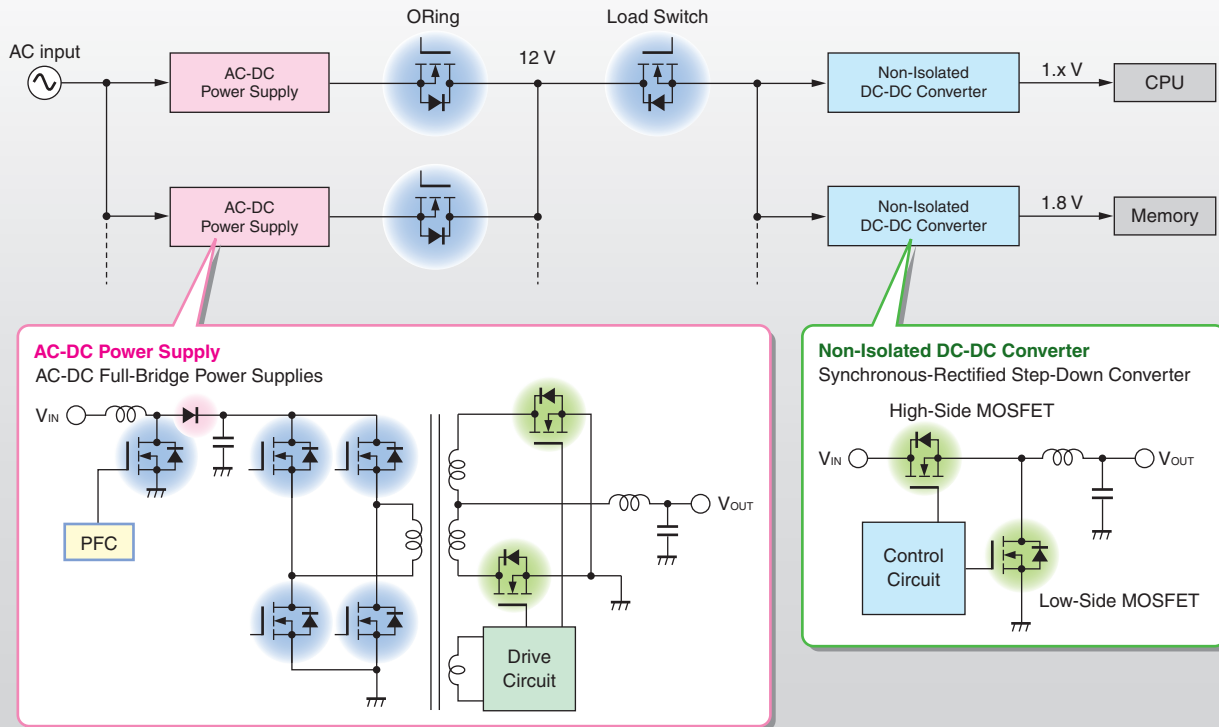 ORing
Load Switch
AC input
12 V
AC-DC
Power Supply
Non-Isolated
DC-DC Converter
1.x V
CPU
AC-DC
Power Supply
Non-Isolated
DC-DC Converter
1.8 V
Memory
AC-DC Power Supply
AC-DC Full-Bridge Power Supplies
VIN
PFC
VOUT
Drive
Circuit
Non-Isolated DC-DC Converter
Synchronous-Rectified Step-Down Converter
High-Side MOSFET
VIN
VOUT
Control
Circuit
Low-Side MOSFET